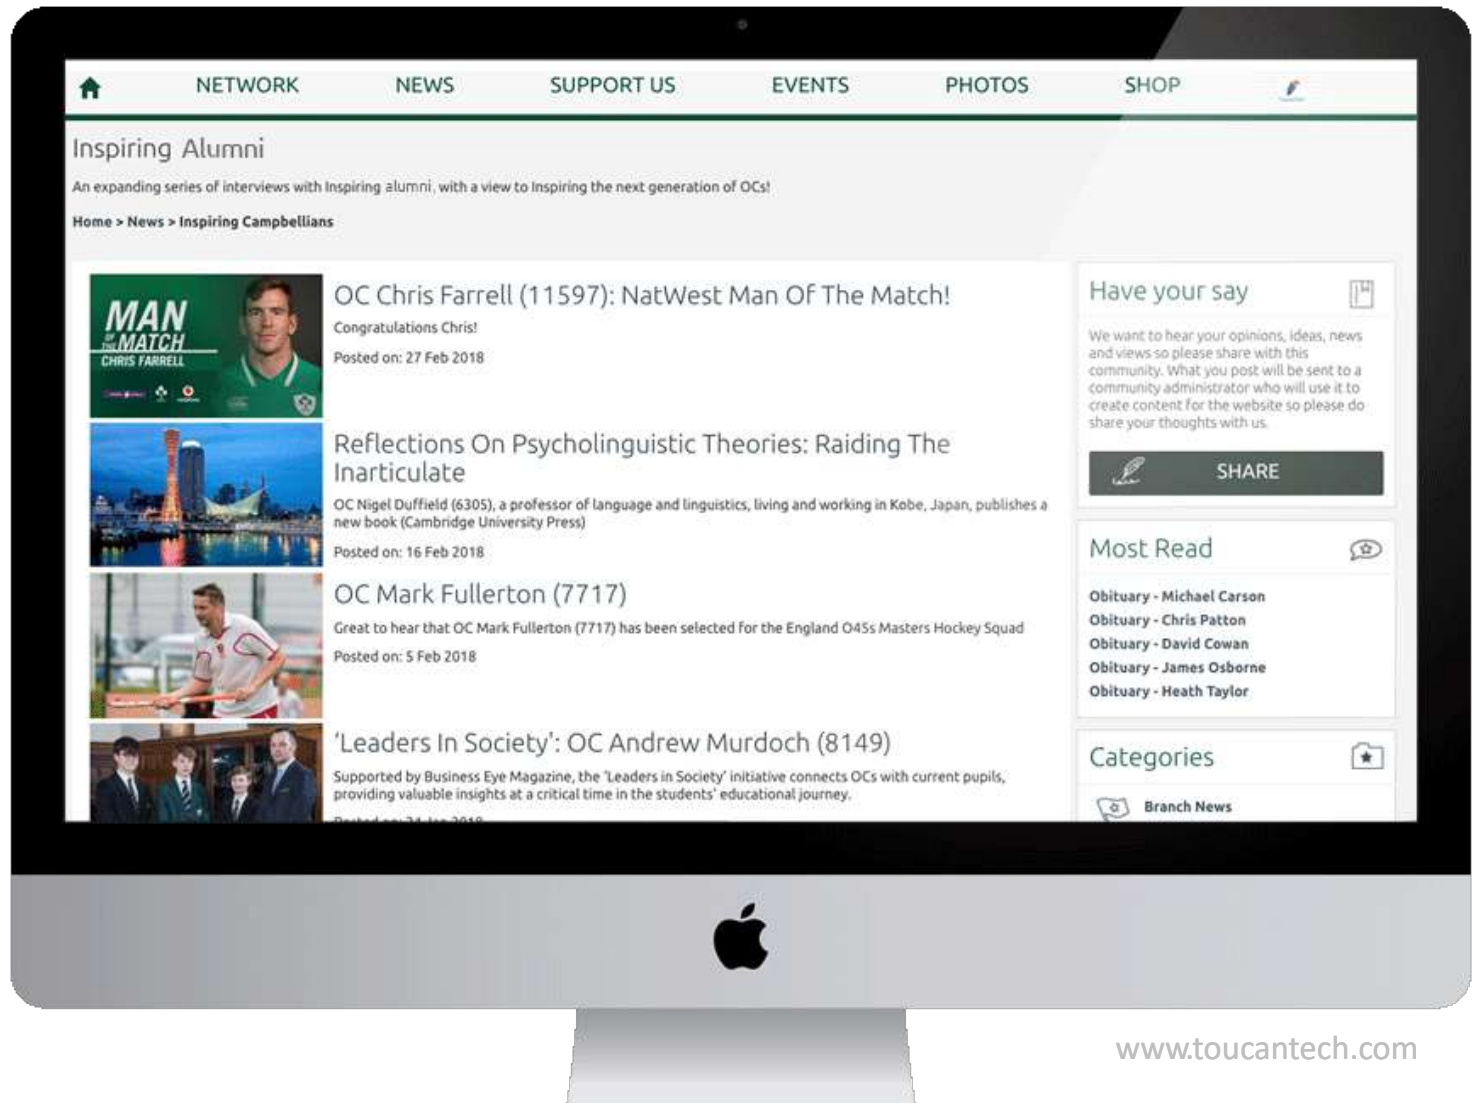 NETWORK NEWS SUPPORT US EVENTS PHOTOS SHOP
Inspiring Alumni
An expanding series of interviews with Inspiring alumni, with a view to Inspiring the next generation of OCs!
Home > News > Inspiring Campbellians
MAN
OF THE MATCH
CHRIS FARRELL
OC Chris Farrell (11597): NatWest Man Of The Match!
Congratulations Chris!
Posted on: 27 Feb 2018
Reflections On Psycholinguistic Theories: Raiding The
Inarticulate
OC Nigel Duffield (6305), a professor of language and linguistics, living and working in Kobe, Japan, publishes a
new book (Cambridge University Press)
Posted on: 16 Feb 2018
OC Mark Fullerton (7717)
Great to hear that OC Mark Fullerton (7717) has been selected for the England O45s Masters Hockey Squad
Posted on: 5 Feb 2018
'Leaders In Society': OC Andrew Murdoch (8149)
Supported by Business Eye Magazine, the 'Leaders in Society' initiative connects OCs with current pupils,
providing valuable insights at a critical time in the students' educational journey.
Posted on: 24 Jan 2018
Have your say
We want to hear your opinions, ideas, news
and views so please share with this
community. What you post will be sent to a
community administrator who will use it to
create content for the website so please do
share your thoughts with us.
SHARE
Most Read
Obituary - Michael Carson
Obituary - Chris Patton
Obituary - David Cowan
Obituary - James Osborne
Obituary - Heath Taylor
Categories
Branch News
www.toucantech.com